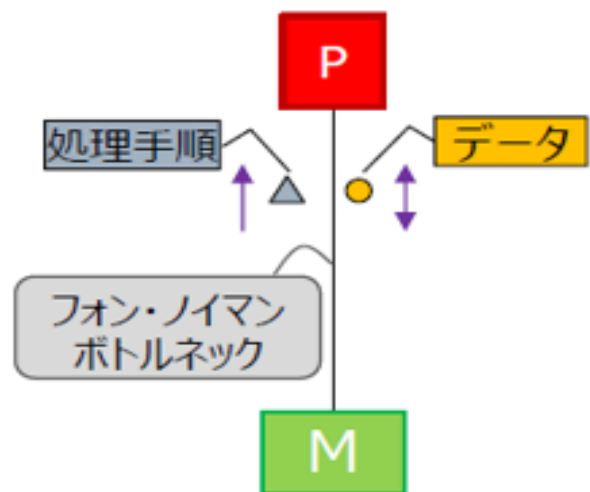 P
処理手順
データ
フォン・ノイマン
ボトルネック
M